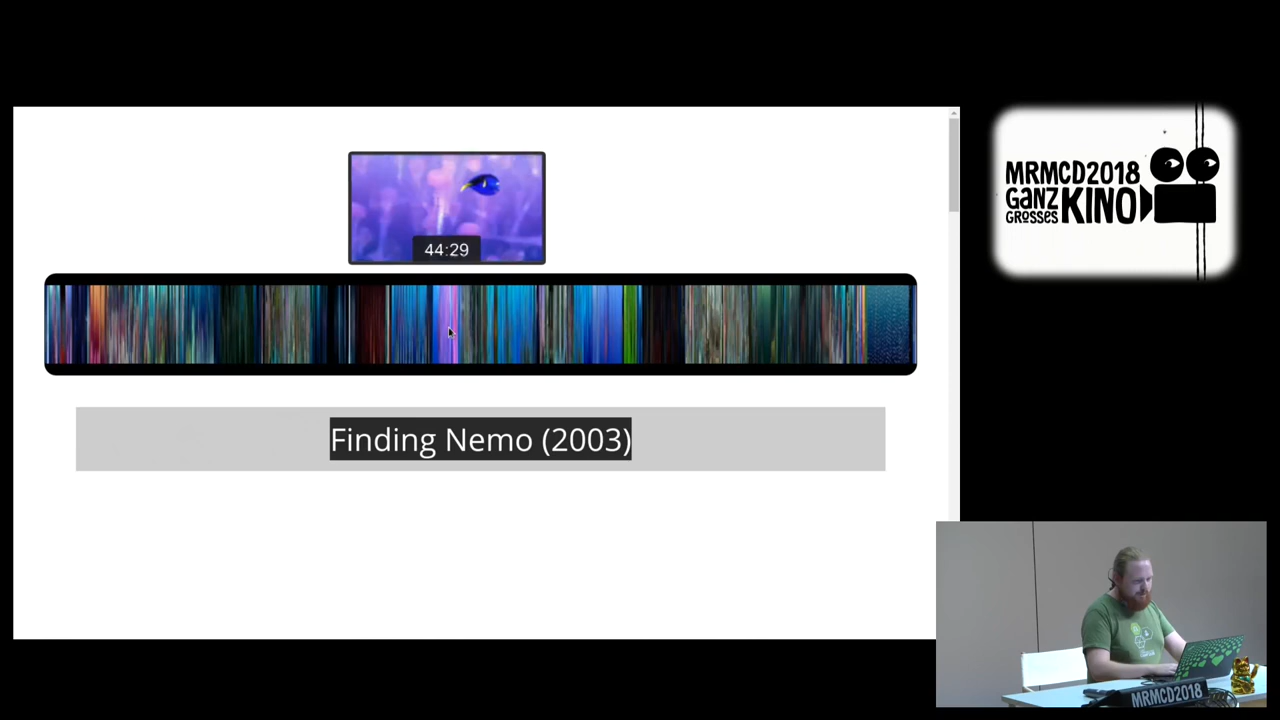 44:29
Finding Nemo (2003)
MRMCD2018
GANZ
GROSSES
KINO
MRMCD2018